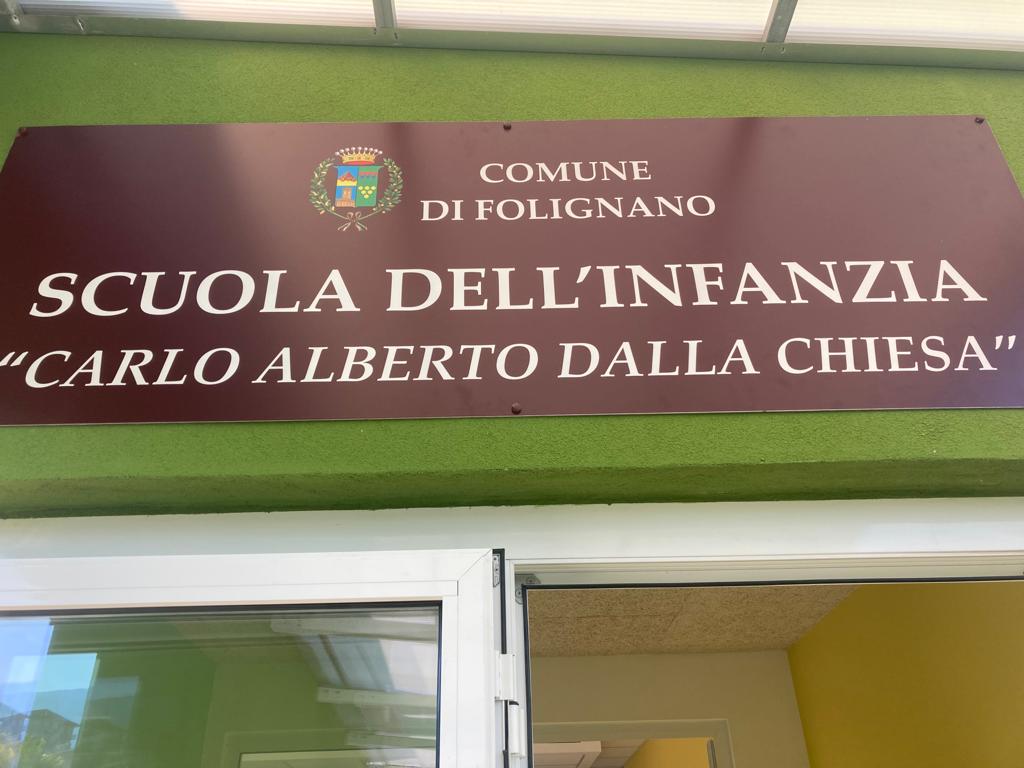 COMUNE
DI FOLIGNANO
SCUOLA DELL'INFANZIA
"CARLO ALBERTO DALLA CHIESA"